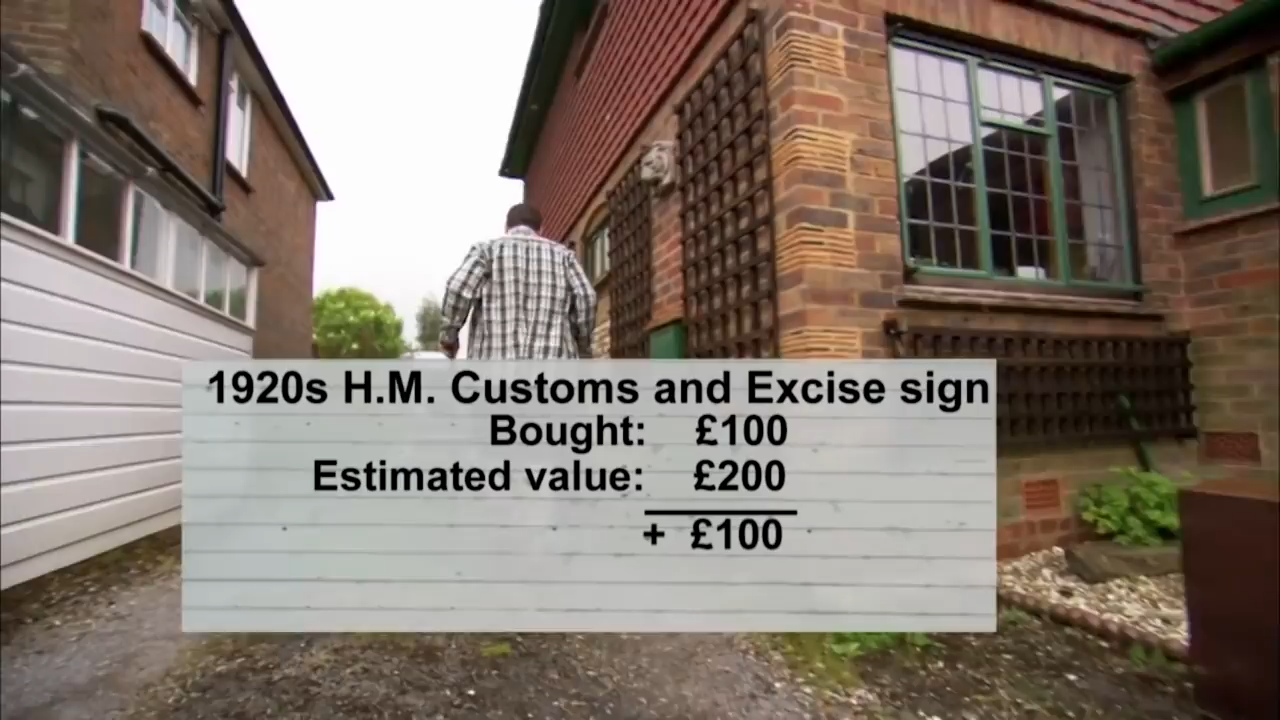 1920s H.M. Customs and Excise sign
Bought: £100
Estimated value: £200
+ £100